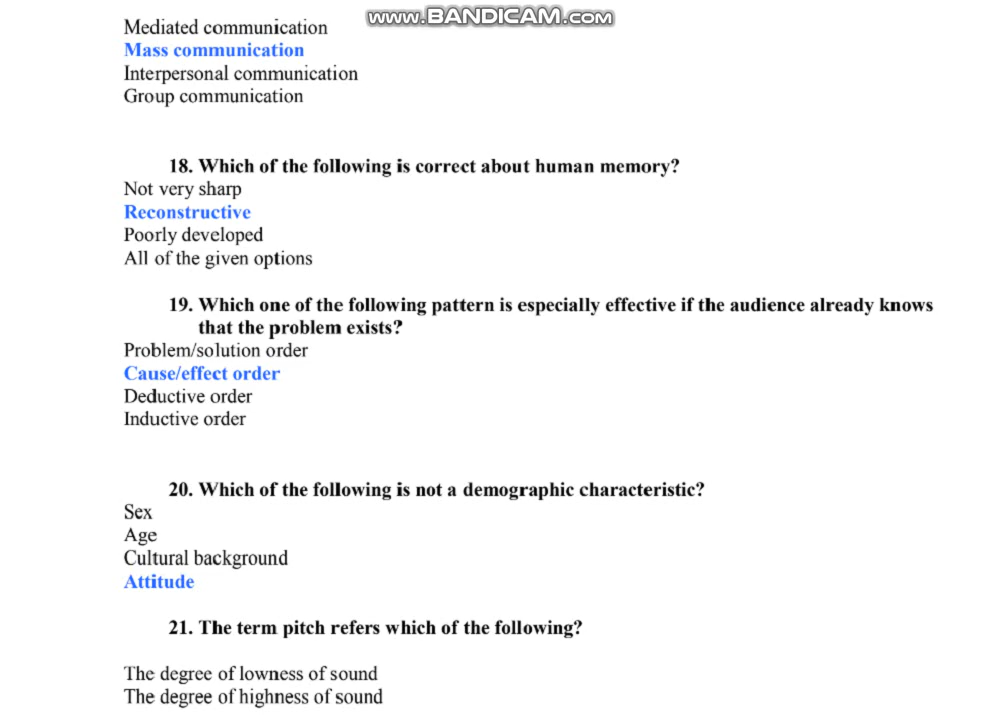 www.BANDICAM.com
Mediated communication
Mass communication
Interpersonal communication
Group communication
18. Which of the following is correct about human memory?
Not very sharp
Reconstructive
Poorly developed
All of the given options
19. Which one of the following pattern is especially effective if the audience already knows
that the problem exists?
Problem/solution order
Cause/effect order
Deductive order
Inductive order
20. Which of the following is not a demographic characteristic?
Sex
Age
Cultural background
Attitude
21. The term pitch refers which of the following?
The degree of lowness of sound
The degree of highness of sound